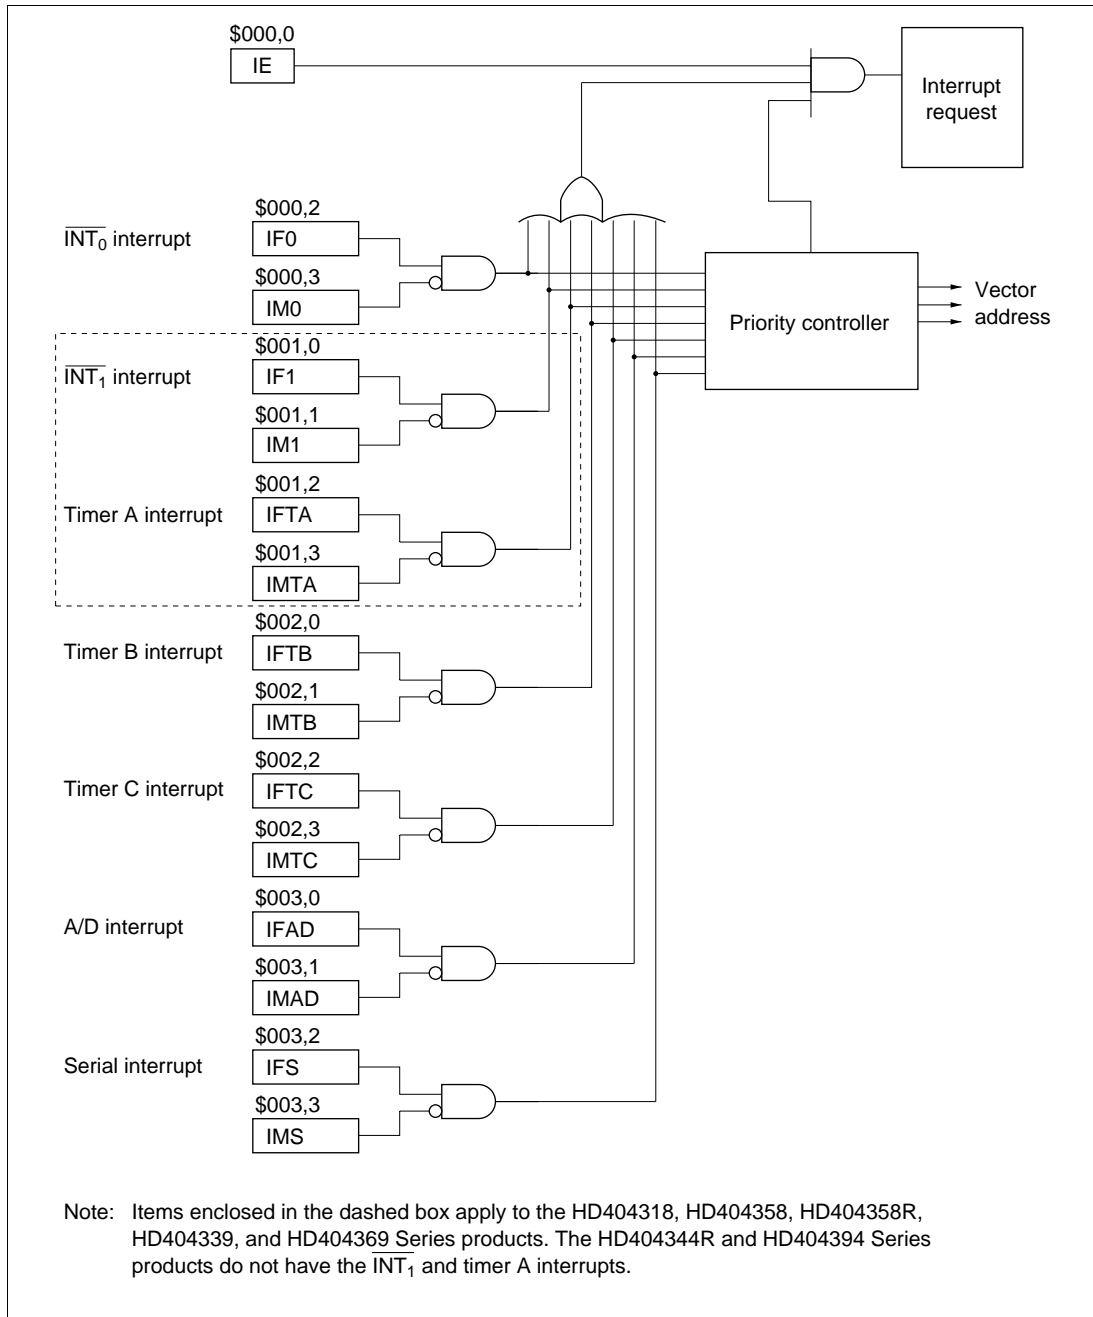 $000,0
IE
Interrupt
request
$000,2
INT0 interrupt
IF0
$000,3
IM0
Priority controller
Vector
address
$001,0
INT1 interrupt
IF1
$001,1
IM1
$001,2
Timer A interrupt
IFTA
$001,3
IMTA
$002,0
Timer B interrupt
IFTB
$002,1
IMTB
$002,2
Timer C interrupt
IFTC
$002,3
IMTC
$003,0
A/D interrupt
IFAD
$003,1
IMAD
$003,2
Serial interrupt
IFS
$003,3
IMS
Note: Items enclosed in the dashed box apply to the HD404318, HD404358, HD404358R,
HD404339, and HD404369 Series products. The HD404344R and HD404394 Series
products do not have the INT1 and timer A interrupts.